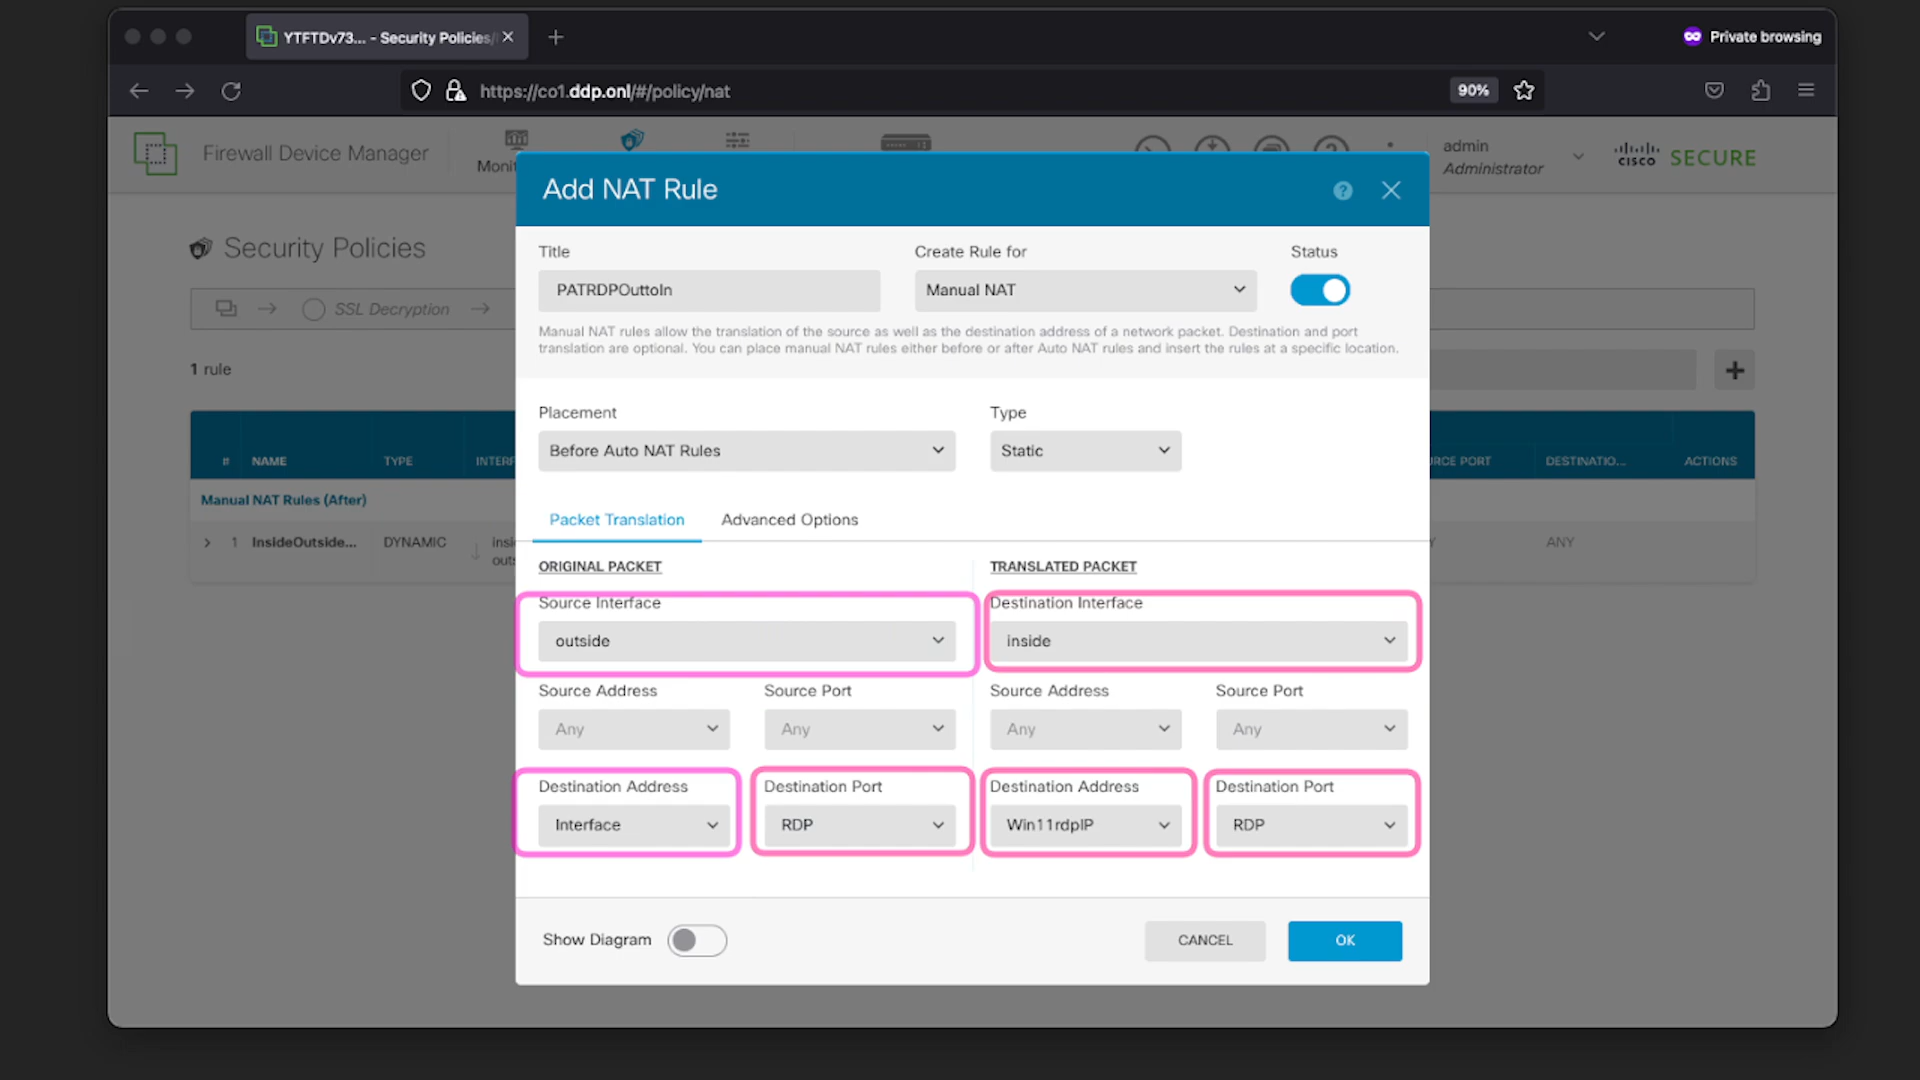 YTFTDv73... - Security Policies/
Private browsing
https://co1.ddp.onl/#/policy/nat
90%
Firewall Device Manager
Monit
admin
Administrator
CISCO SECURE
Add NAT Rule
Security Policies
SSL Decryption
1 rule
Title
Create Rule for
Status
PATRDPOuttoIn
Manual NAT
Manual NAT rules allow the translation of the source as well as the destination address of a network packet. Destination and port
translation are optional. You can place manual NAT rules either before or after Auto NAT rules and insert the rules at a specific location.
Placement
Type
Before Auto NAT Rules
Static
# NAME TYPE INTERF
URCE PORT DESTINATIO... ACTIONS
Manual NAT Rules (After)
1 InsideOutside... DYNAMIC insi
outs
Y ANY
Packet Translation
Advanced Options
ORIGINAL PACKET
TRANSLATED PACKET
Source Interface
Destination Interface
outside
inside
Source Address Source Port Source Address Source Port
Any Any Any Any
Destination Address Destination Port Destination Address Destination Port
Interface RDP Win11rdpIP RDP
Show Diagram
CANCEL
OK